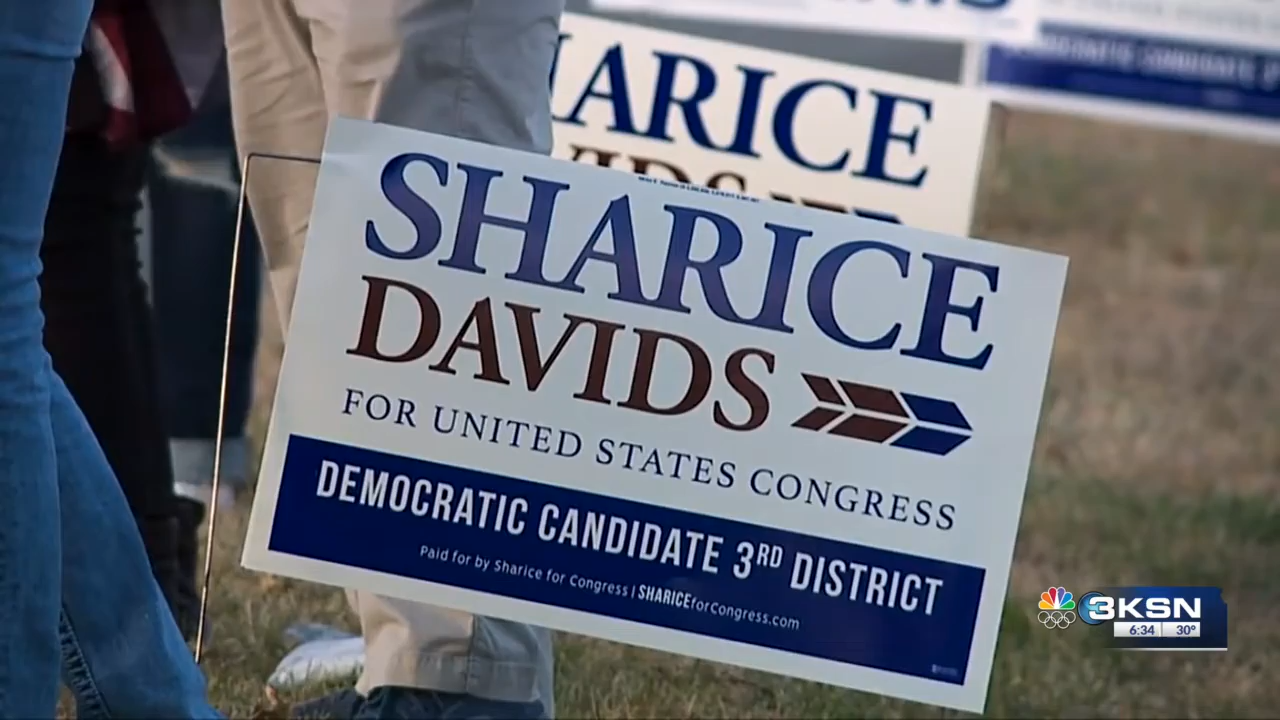 HARICE
SHARICE
DAVIDS
FOR UNITED STATES CONGRESS
DEMOCRATIC CANDIDATE 3RD DISTRICT
Paid for by Sharice for Congress | SHARICEforCongress.com
3KSN
6:34 30°